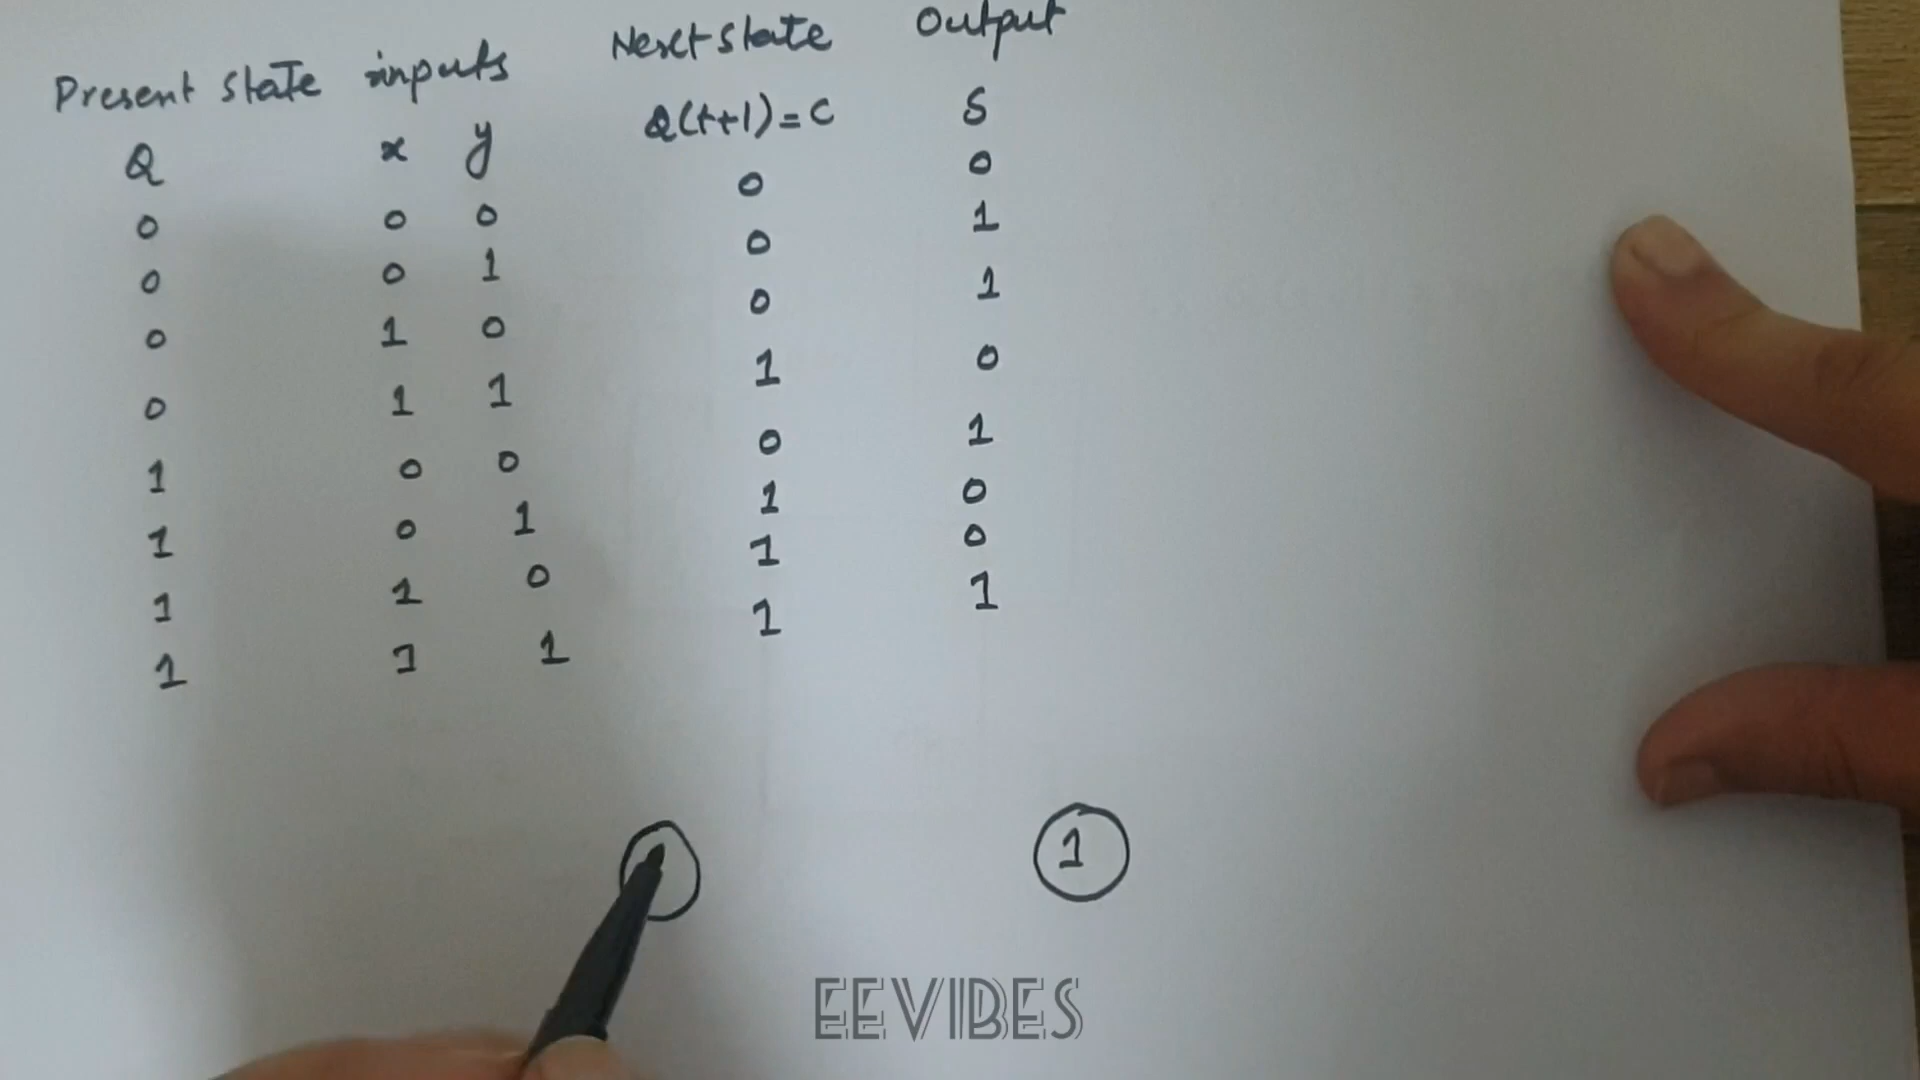 Present state inputs Next state Output
Q x y Q(t+1)=C S
0 0 0 0 0
0 0 1 0 1
0 1 0 0 1
0 1 1 1 0
1 0 0 0 1
1 0 1 1 0
1 1 0 1 0
1 1 1 1 1
1
EEVIBES